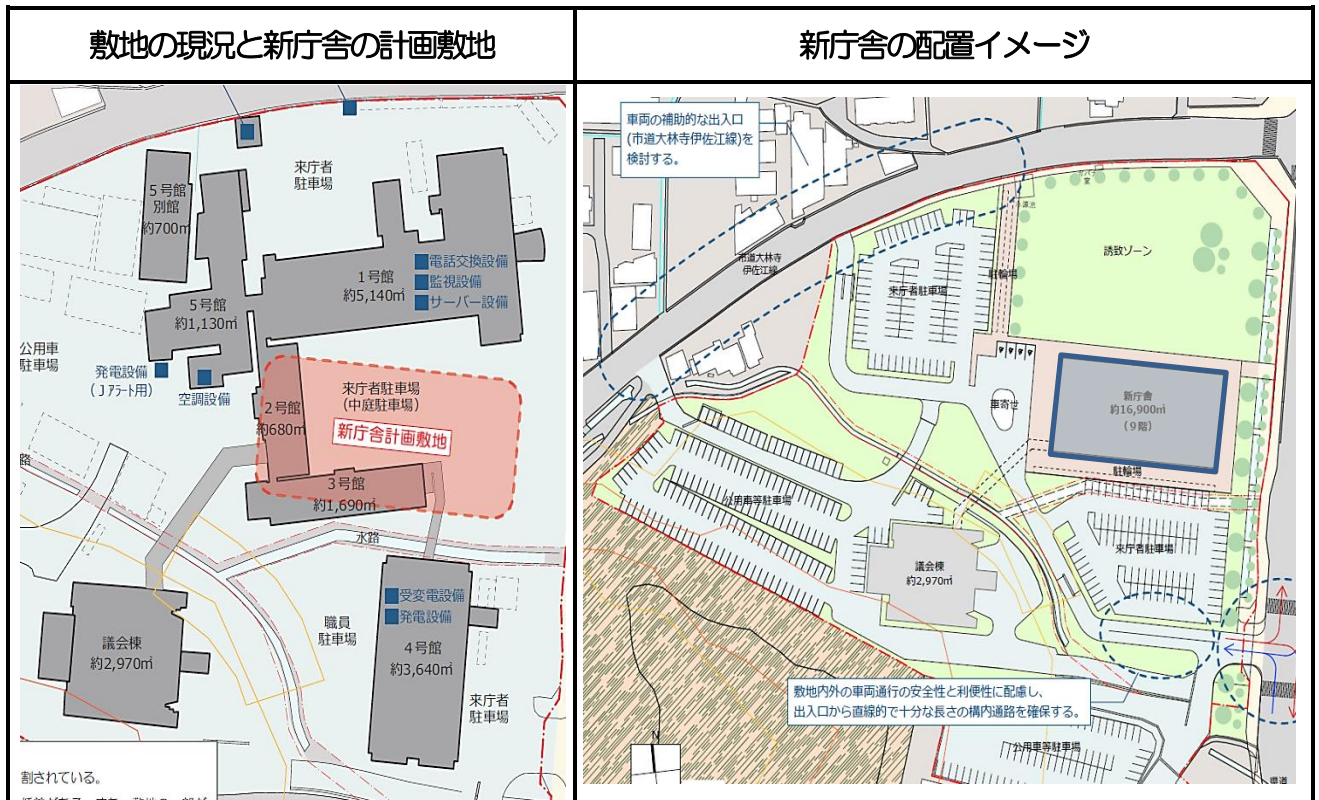 敷地の現況と新庁舎の計画敷地
新庁舎の配置イメージ
来庁者
駐車場
5号館
別館
約700㎡
1号館
約5,140㎡
電話交換設備
監視設備
サーバー設備
5号館
約1,130㎡
公用車
駐車場
発電設備
(Jアラート用)
空調設備
2号館
約680㎡
来庁者駐車場
(中庭駐車場)
新庁舎計画敷地
3号館
約1,690㎡
路
水路
受変電設備
発電設備
職員
駐車場
4号館
約3,640㎡
議会棟
約2,970㎡
来庁者
駐車場
割されている。
車両の補助的な出入口
(市道大林寺伊佐江線)を
検討する。
市道大林寺
伊佐江線
来庁者駐車場
駐輪場
誘致ゾーン
車寄せ
新庁舎
約16,900㎡
(9階)
駐輪場
公用車等駐車場
議会棟
約2,970㎡
来庁者駐車場
敷地内外の車両通行の安全性と利便性に配慮し、
出入口から直線的で十分な長さの構内通路を確保する。
N
公用車等駐車場
県道